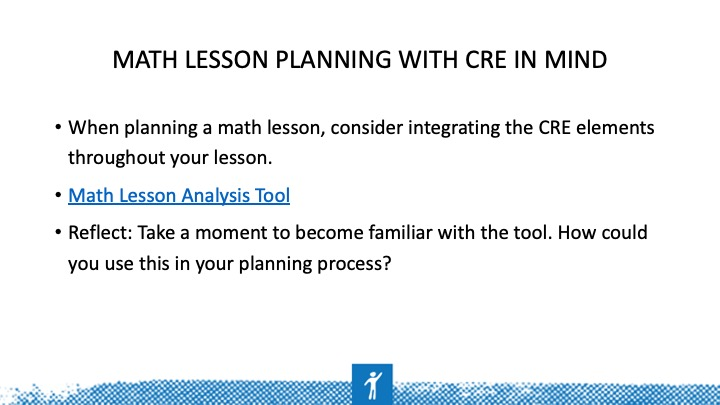 MATH LESSON PLANNING WITH CRE IN MIND
• When planning a math lesson, consider integrating the CRE elements
throughout your lesson.
• Math Lesson Analysis Tool
• Reflect: Take a moment to become familiar with the tool. How could
you use this in your planning process?